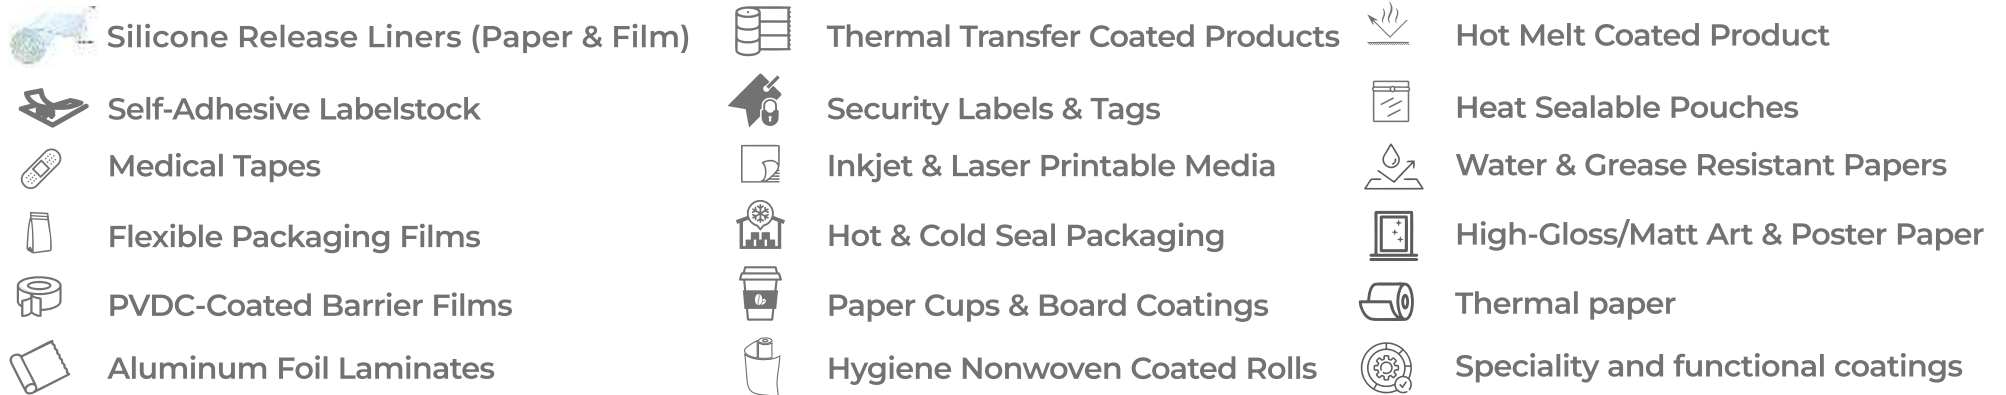 Silicone Release Liners (Paper & Film)
Self-Adhesive Labelstock
Medical Tapes
Flexible Packaging Films
PVDC-Coated Barrier Films
Aluminum Foil Laminates
Thermal Transfer Coated Products
Security Labels & Tags
Inkjet & Laser Printable Media
Hot & Cold Seal Packaging
Paper Cups & Board Coatings
Hygiene Nonwoven Coated Rolls
Hot Melt Coated Product
Heat Sealable Pouches
Water & Grease Resistant Papers
High-Gloss/Matt Art & Poster Paper
Thermal paper
Speciality and functional coatings